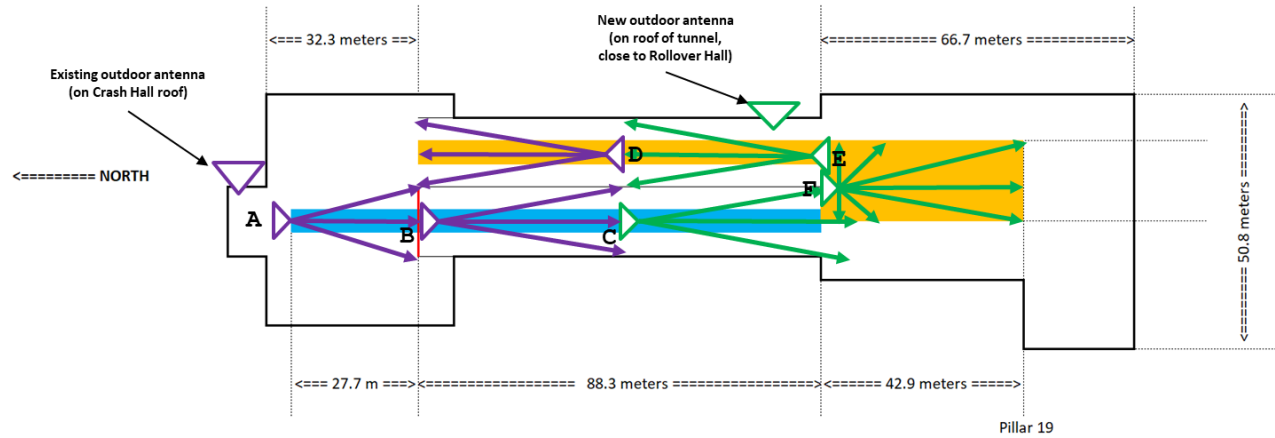 <=== 32.3 meters ==>
New outdoor antenna
(on roof of tunnel,
close to Rollover Hall)
<======== 66.7 meters =========>
Existing outdoor antenna
(on Crash Hall roof)
D
E
<========= NORTH
F
A
B
C
<====== 50.8 meters ======>
<=== 27.7 m ===>
<============== 88.3 meters ===============>
<==== 42.9 meters ====>
Pillar 19